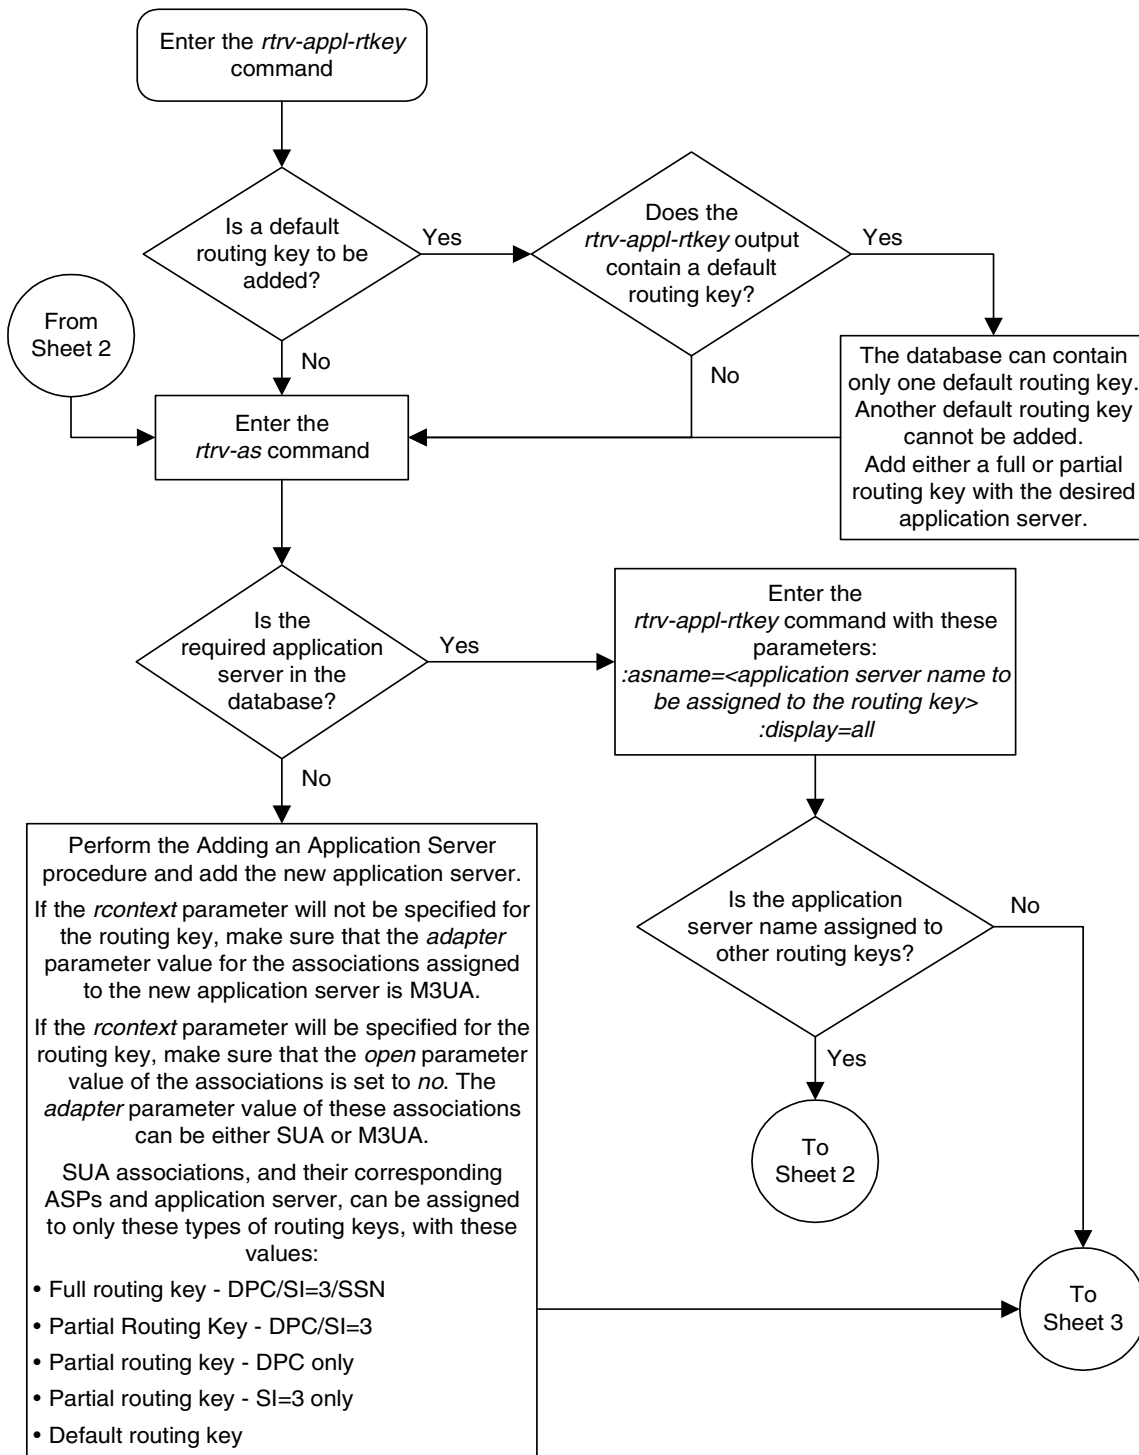 Enter the rtrv-appl-rtkey
command
Is a default
routing key to be
added?
Yes
Does the
rtrv-appl-rtkey output
contain a default
routing key?
Yes
From
Sheet 2
No
No
The database can contain
only one default routing key.
Another default routing key
cannot be added.
Add either a full or partial
routing key with the desired
application server.
Enter the
rtrv-as command
Is the
required application
server in the
database?
Yes
Enter the
rtrv-appl-rtkey command with these
parameters:
:asname=<application server name to
be assigned to the routing key>
:display=all
No
Perform the Adding an Application Server
procedure and add the new application server.
If the rcontext parameter will not be specified for
the routing key, make sure that the adapter
parameter value for the associations assigned
to the new application server is M3UA.
If the rcontext parameter will be specified for the
routing key, make sure that the open parameter
value of the associations is set to no. The
adapter parameter value of these associations
can be either SUA or M3UA.
SUA associations, and their corresponding
ASPs and application server, can be assigned
to only these types of routing keys, with these
values:
• Full routing key - DPC/SI=3/SSN
• Partial Routing Key - DPC/SI=3
• Partial routing key - DPC only
• Partial routing key - SI=3 only
• Default routing key
Is the application
server name assigned to
other routing keys?
No
Yes
To
Sheet 2
To
Sheet 3